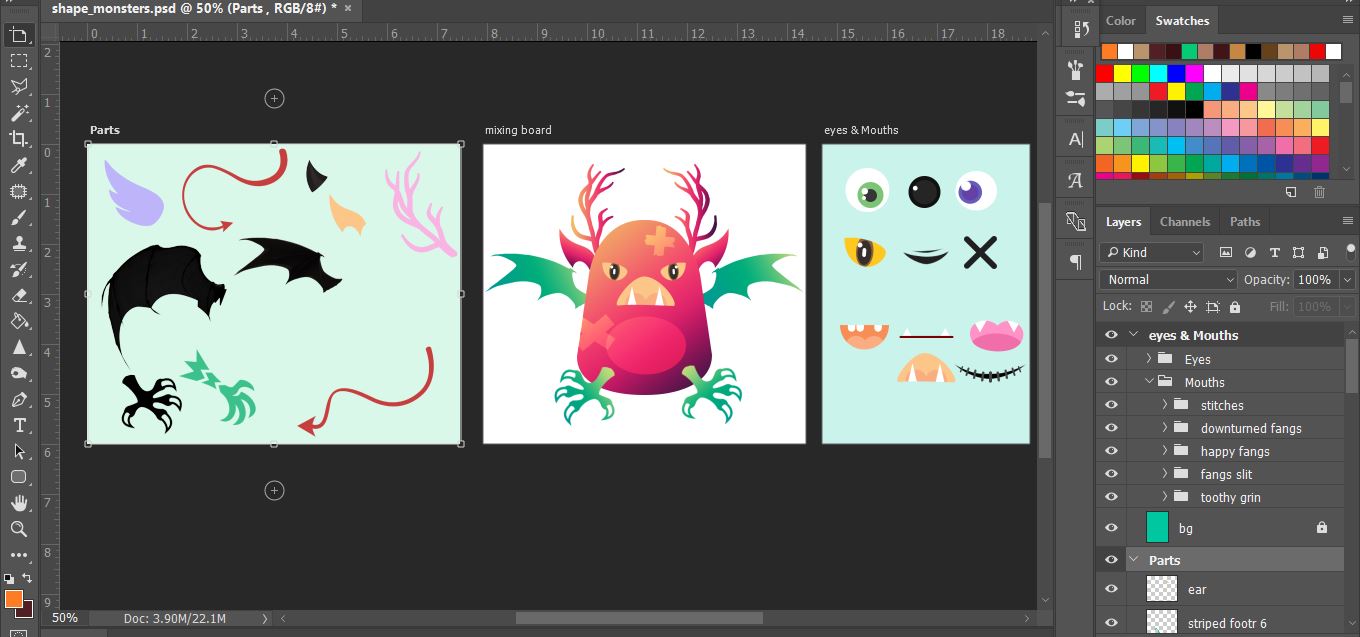 shape_monsters.psd @ 50% (Parts , RGB/8#) * ×
Color Swatches
0 1 2 3 4 5 6 7 8 9 10 11 12 13 14 15 16 17 18
2
1
0
1
2
3
4
5
6
7
8
9
Parts
mixing board
eyes & Mouths
Layers Channels Paths
Kind
Normal Opacity: 100%
Lock: Fill: 100%
eyes & Mouths
Eyes
Mouths
stitches
downturned fangs
happy fangs
fangs slit
toothy grin
bg
Parts
ear
striped footr 6
50% Doc: 3.90M/22.1M